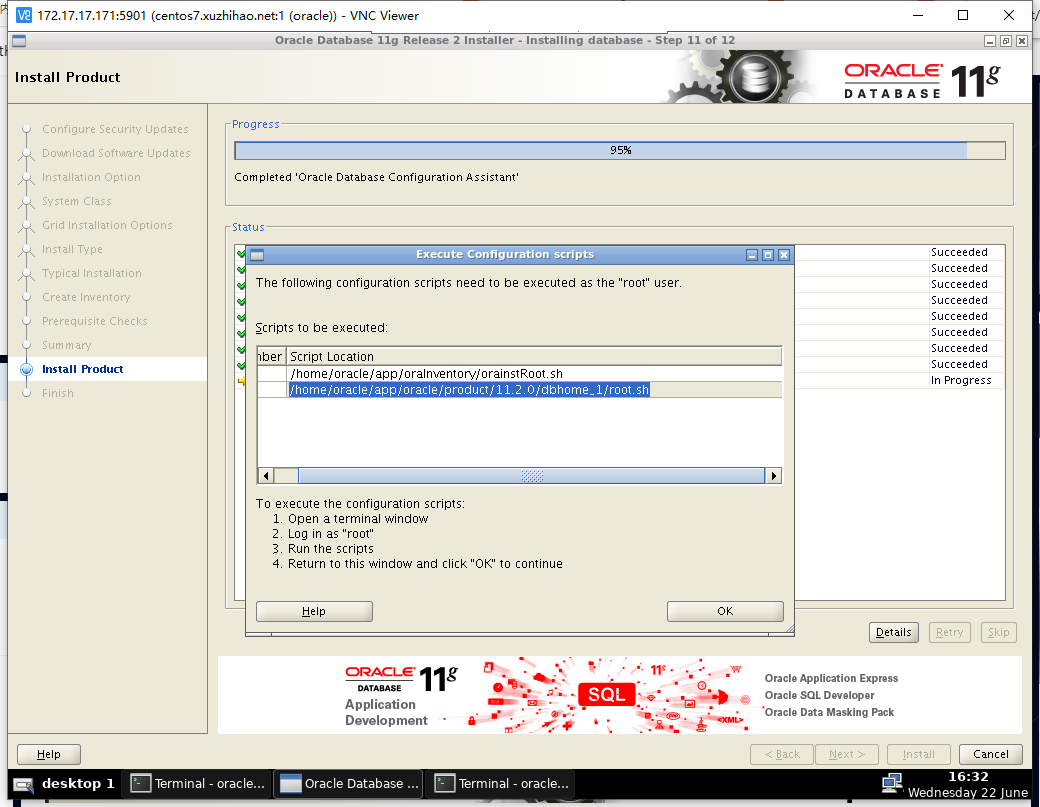 172.17.17.171:5901 (centos7.xuzhihao.net:1 (oracle)) - VNC Viewer
Oracle Database 11g Release 2 Installer - Installing database - Step 11 of 12
Install Product
ORACLE
DATABASE 11g
Configure Security Updates
Download Software Updates
Installation Option
System Class
Grid Installation Options
Install Type
Typical Installation
Create Inventory
Prerequisite Checks
Summary
Install Product
Finish
Progress
95%
Completed 'Oracle Database Configuration Assistant'
Status
Succeeded
Succeeded
Succeeded
Succeeded
Succeeded
Succeeded
Succeeded
Succeeded
In Progress
Execute Configuration scripts
The following configuration scripts need to be executed as the "root" user.
Scripts to be executed:
nber Script Location
/home/oracle/app/oraInventory/orainstRoot.sh
/home/oracle/app/oracle/product/11.2.0/dbhome_1/root.sh
To execute the configuration scripts:
1. Open a terminal window
2. Log in as "root"
3. Run the scripts
4. Return to this window and click "OK" to continue
Help OK
Details Retry Skip
ORACLE
DATABASE 11g
Application
Development
SQL
11g
<XML>
Oracle Application Express
Oracle SQL Developer
Oracle Data Masking Pack
Help < Back Next > Install Cancel
desktop 1 Terminal - oracle... Oracle Database ... Terminal - oracle...
16:32
Wednesday 22 June